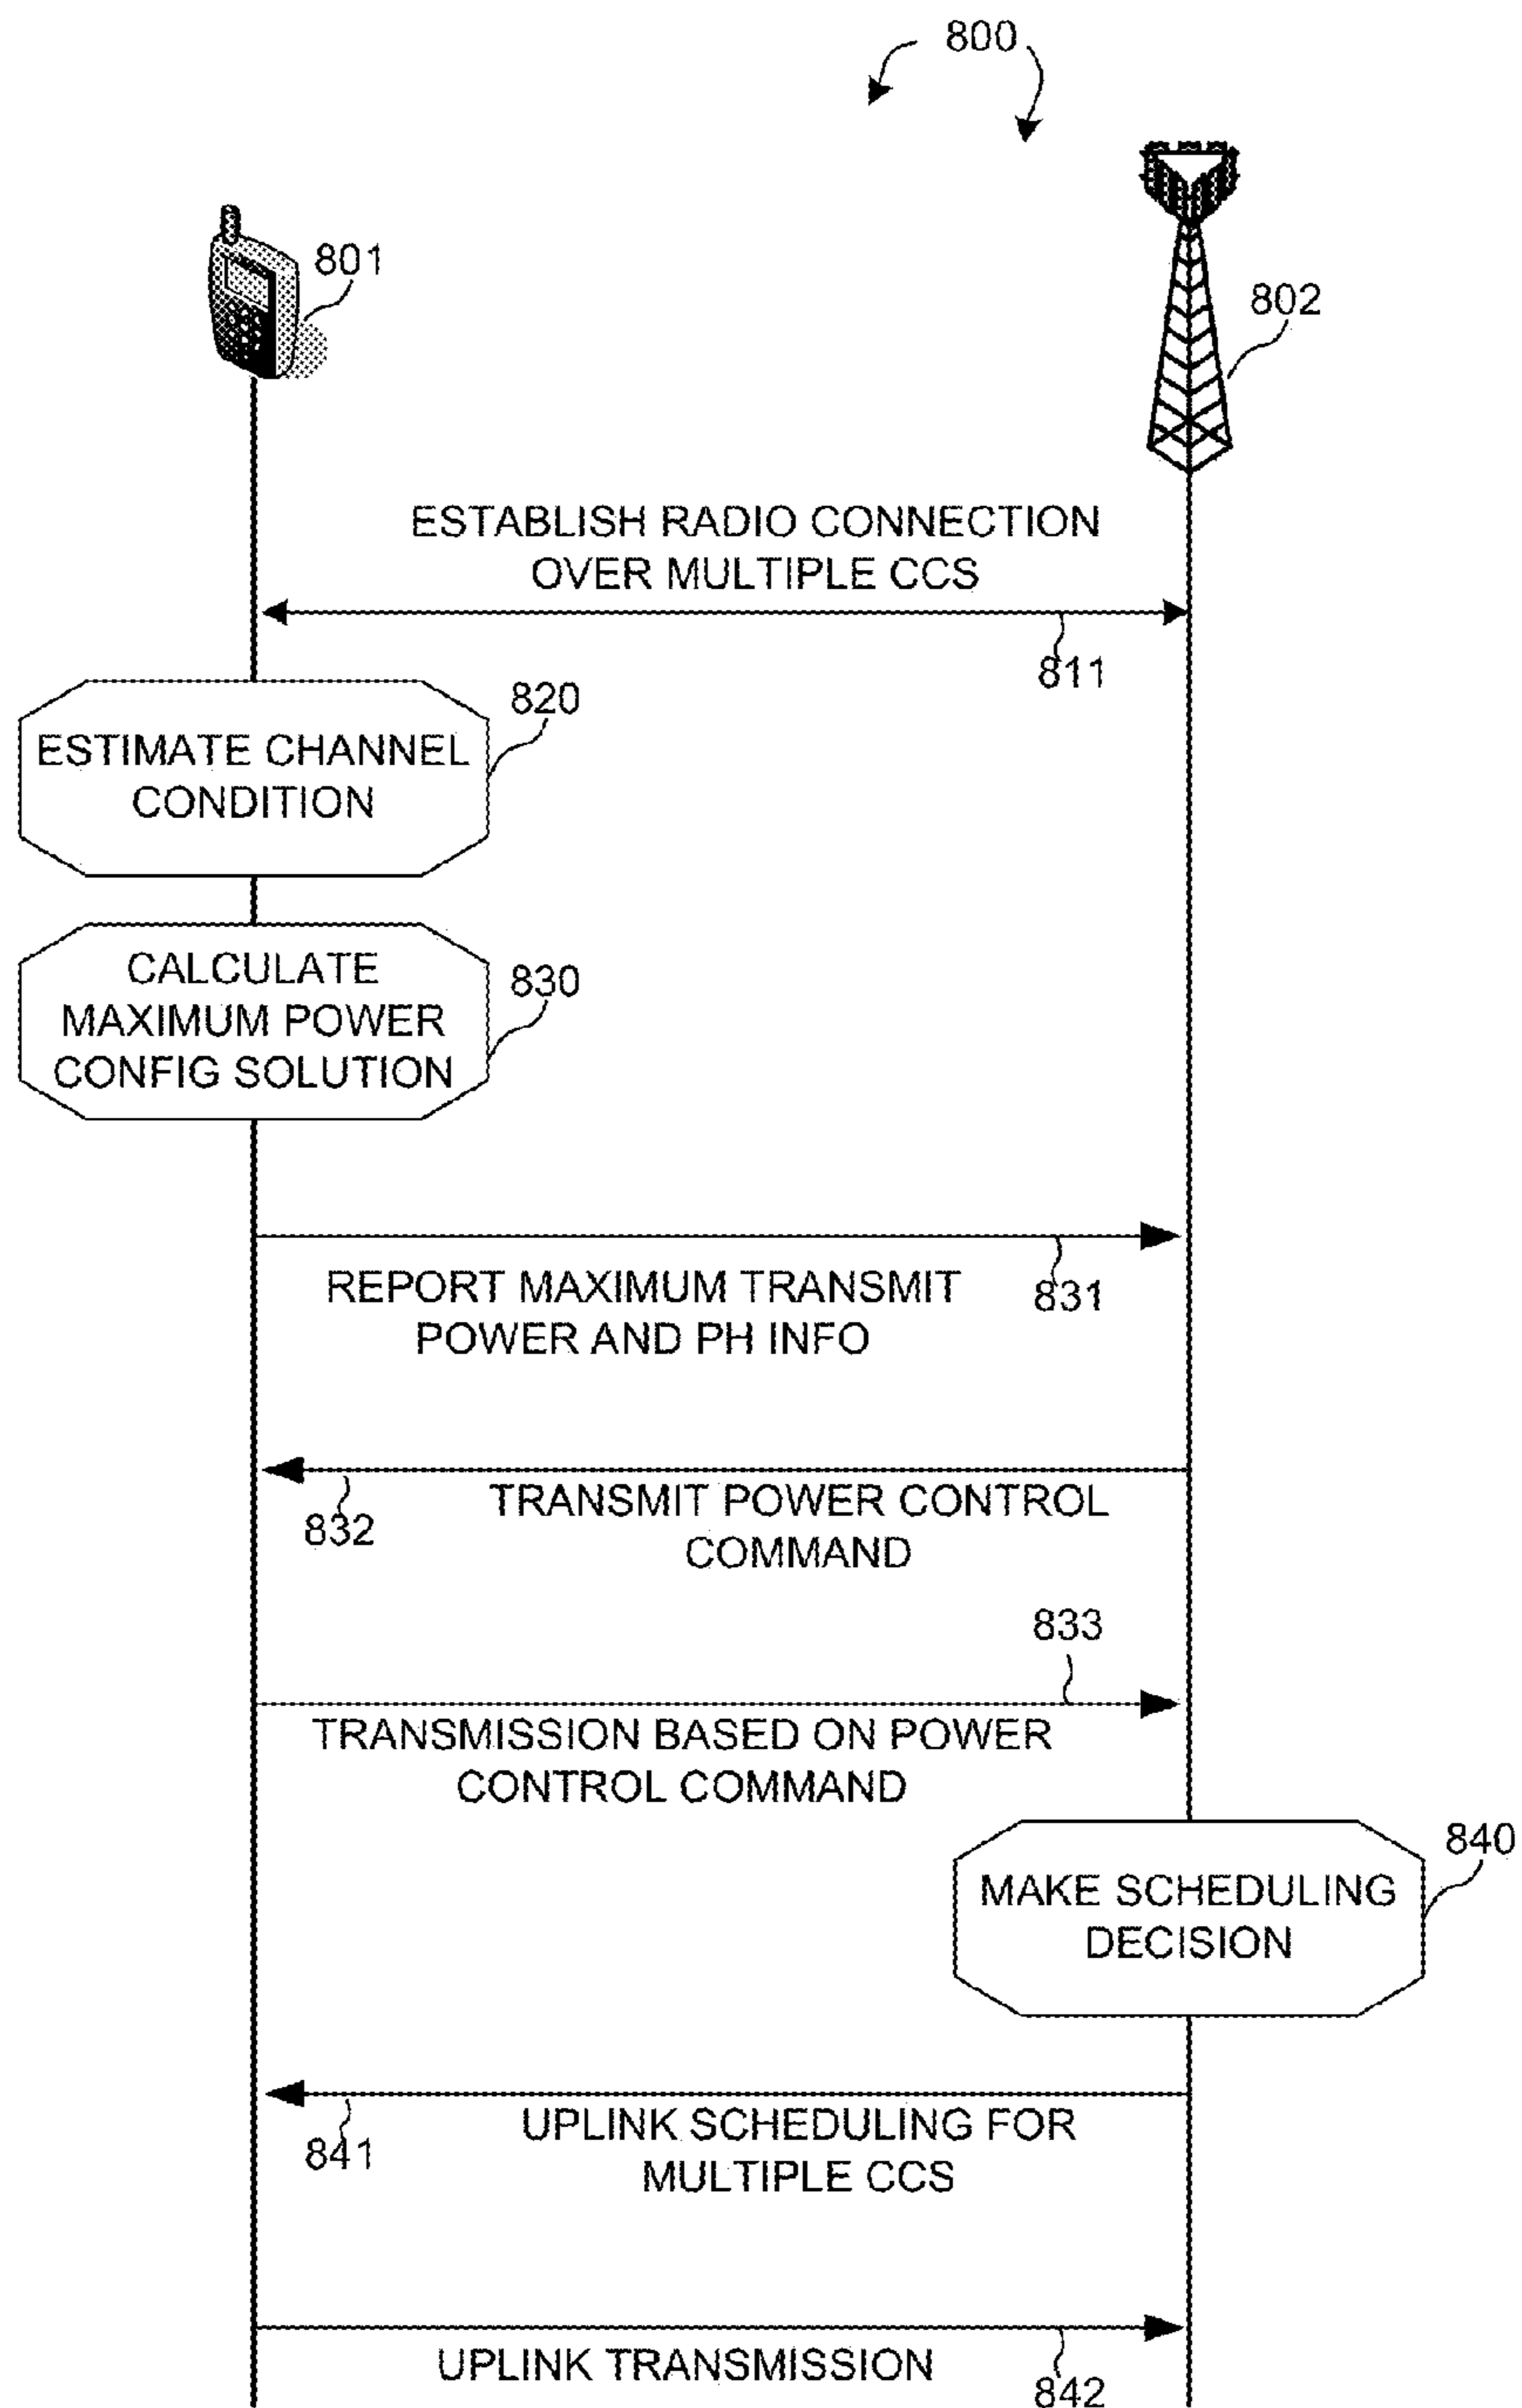 800
801
802
ESTABLISH RADIO CONNECTION
OVER MULTIPLE CCS
811
820
ESTIMATE CHANNEL
CONDITION
830
CALCULATE
MAXIMUM POWER
CONFIG SOLUTION
REPORT MAXIMUM TRANSMIT
POWER AND PH INFO
831
832
TRANSMIT POWER CONTROL
COMMAND
833
TRANSMISSION BASED ON POWER
CONTROL COMMAND
840
MAKE SCHEDULING
DECISION
841
UPLINK SCHEDULING FOR
MULTIPLE CCS
UPLINK TRANSMISSION
842